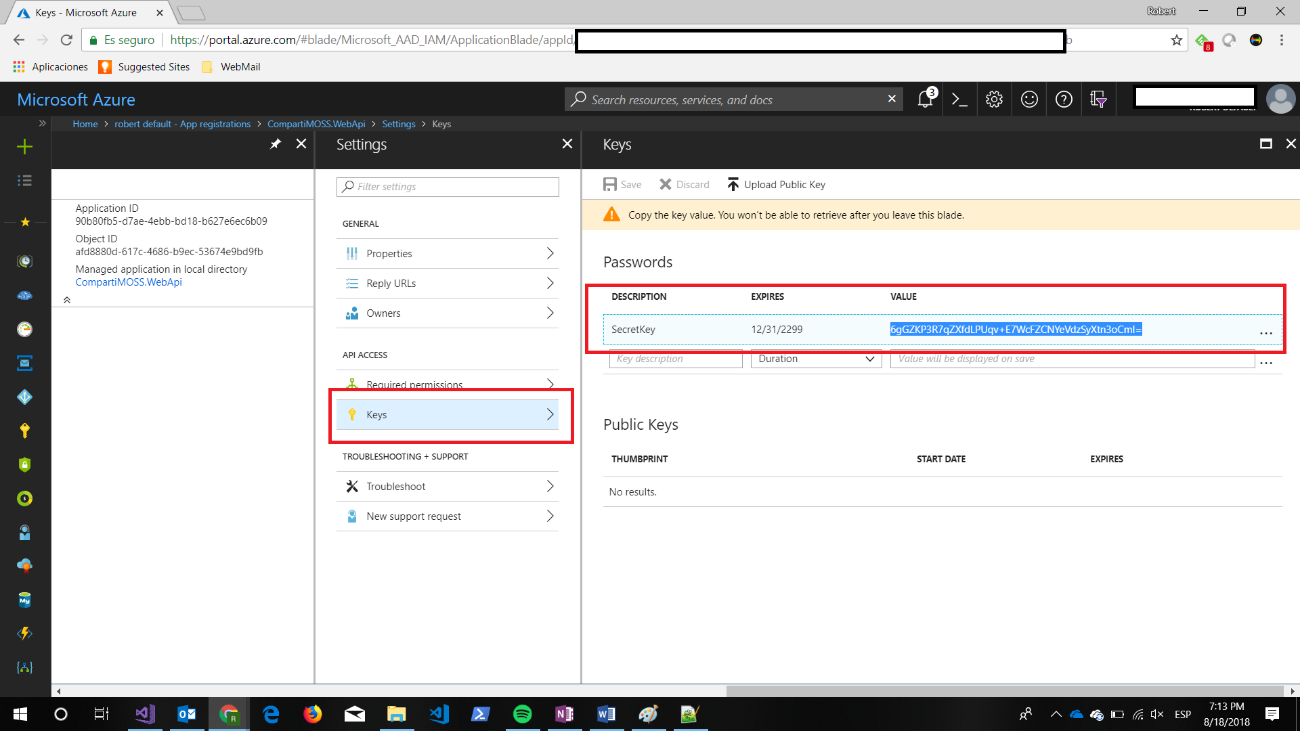 Keys - Microsoft Azure
Robert
Es seguro
https://portal.azure.com/#blade/Microsoft_AAD_IAM/ApplicationBlade/appId/
b
8
Aplicaciones
Suggested Sites
WebMail
Microsoft Azure
Search resources, services, and docs
3
Home > robert default - App registrations > CompartiMOSS.WebApi > Settings > Keys
Application ID
90b80fb5-d7ae-4ebb-bd18-b627e6ec6b09
Object ID
afd8880d-617c-4686-b9ec-53674e9bd9fb
Managed application in local directory
CompartiMOSS.WebApi
Settings
Filter settings
GENERAL
Properties
Reply URLs
Owners
API ACCESS
Required permissions
Keys
TROUBLESHOOTING + SUPPORT
Troubleshoot
New support request
Keys
Save
Discard
Upload Public Key
Copy the key value. You won't be able to retrieve after you leave this blade.
Passwords
DESCRIPTION EXPIRES VALUE
SecretKey 12/31/2299
Key description Duration Value will be displayed on save
Public Keys
THUMBPRINT START DATE EXPIRES
No results.
My
ESP
7:13 PM
8/18/2018